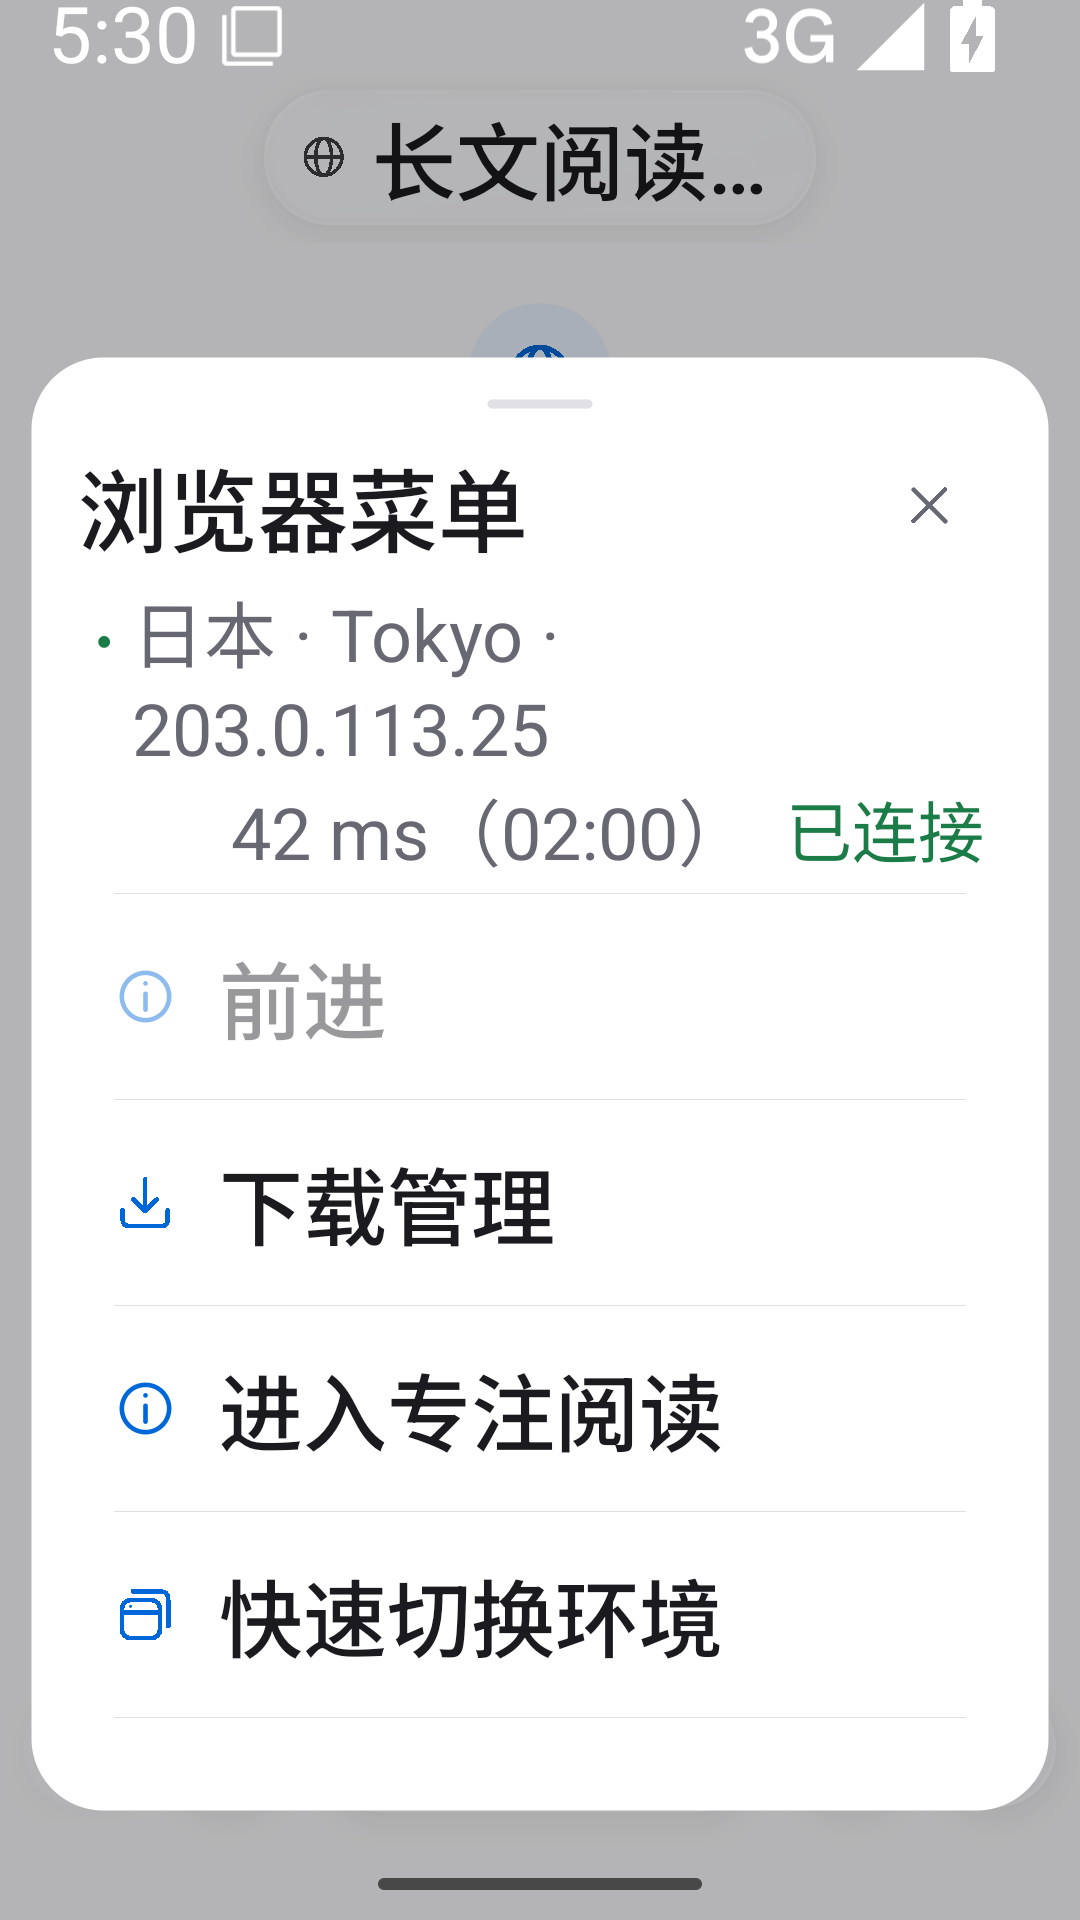 5:30 3G
长文阅读...
浏览器菜单
日本 · Tokyo ·
203.0.113.25
42 ms（02:00） 已连接
前进
下载管理
进入专注阅读
快速切换环境